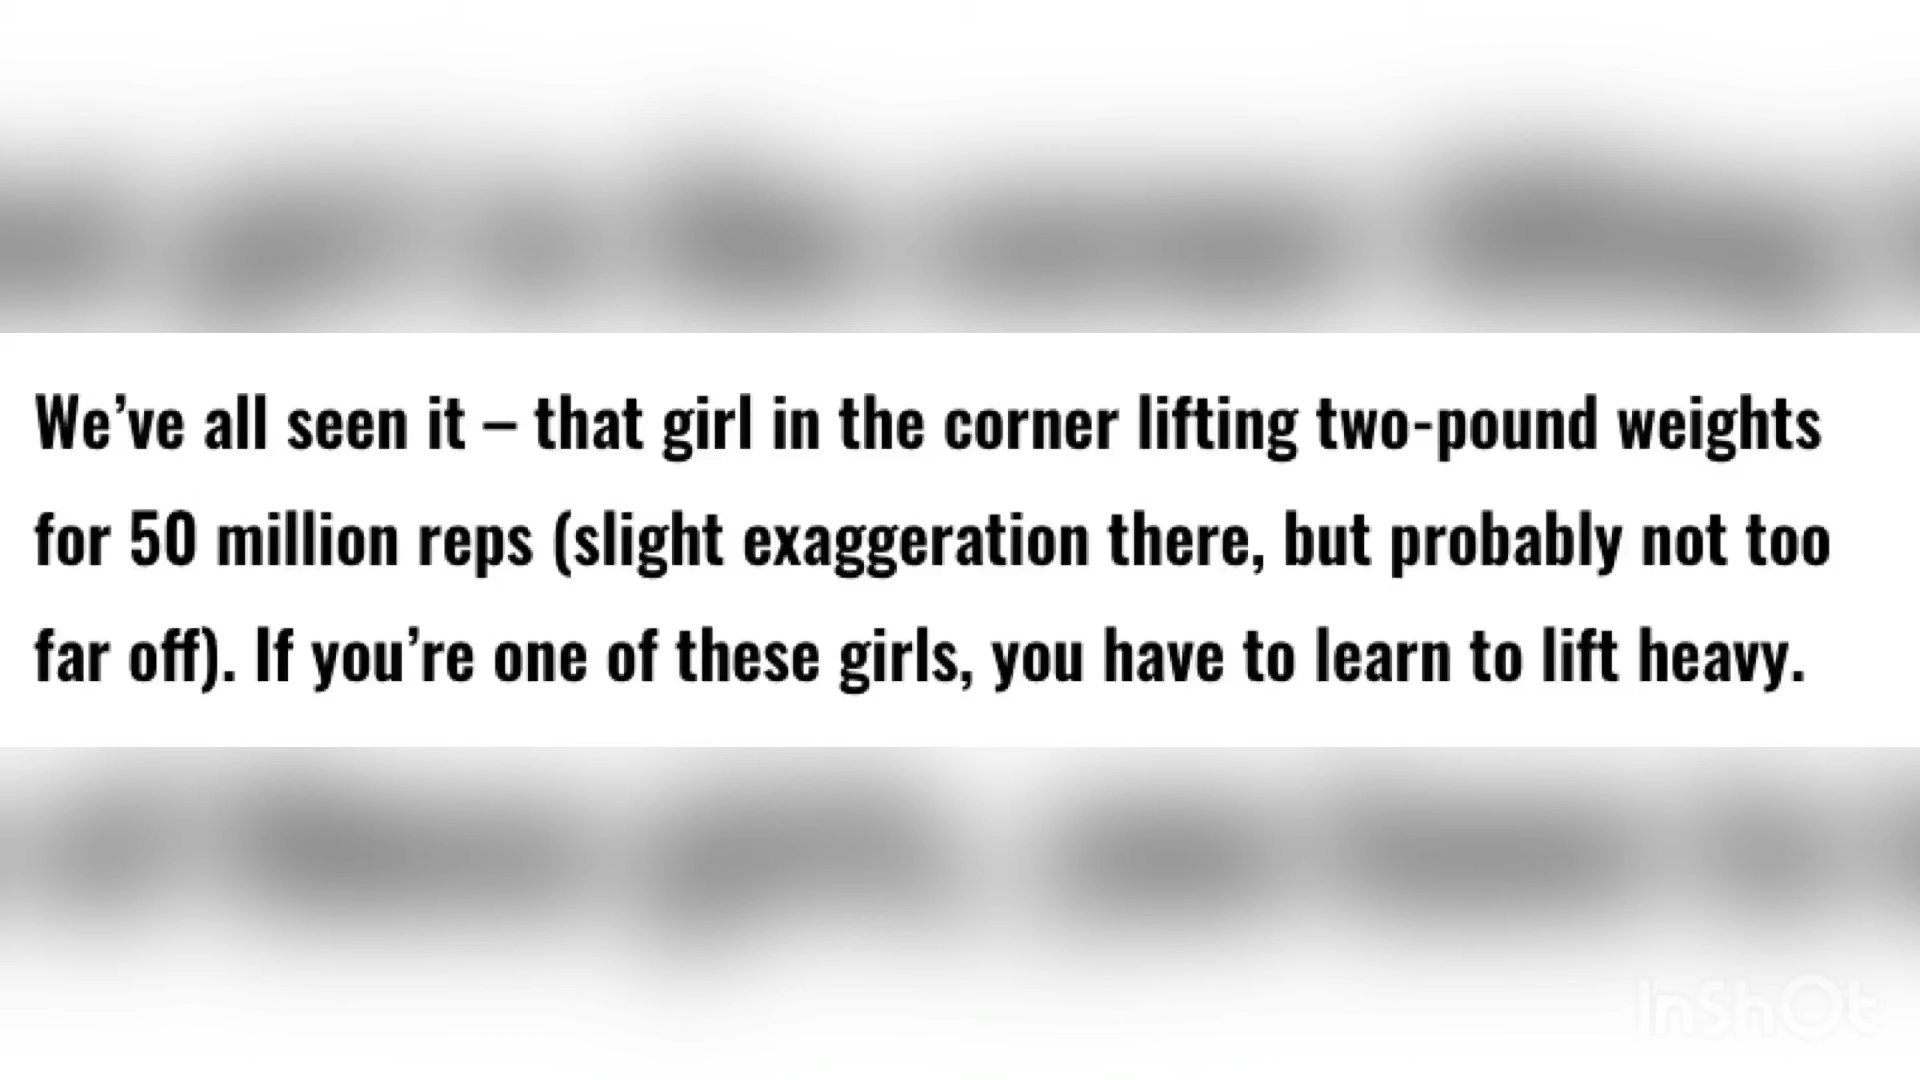 We've all seen it – that girl in the corner lifting two-pound weights
for 50 million reps (slight exaggeration there, but probably not too
far off). If you're one of these girls, you have to learn to lift heavy.
InShOt